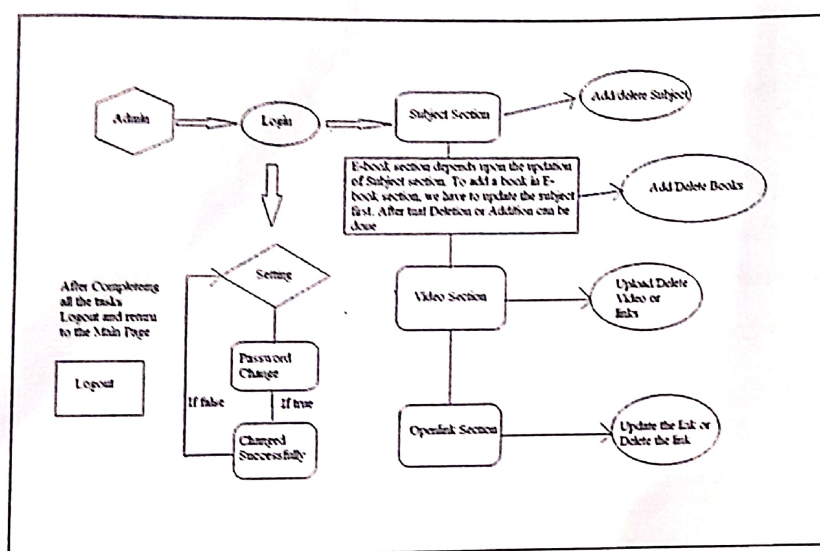 Admin
Login
Subject Section
Add delete Subject
E-book section depends upon the updation
of Subject section. To add a book in E-
book section, we have to update the subject
first. After that Deletion or Addition can be
done
Add Delete Books
Setting
After Completeing
all the tasks
Logout and return
to the Main Page
Logout
Video Section
Upload Delete
Video or
links
Password
Change
If false
If true
Changed
Successfully
Openlink Section
Update the link or
Delete the link